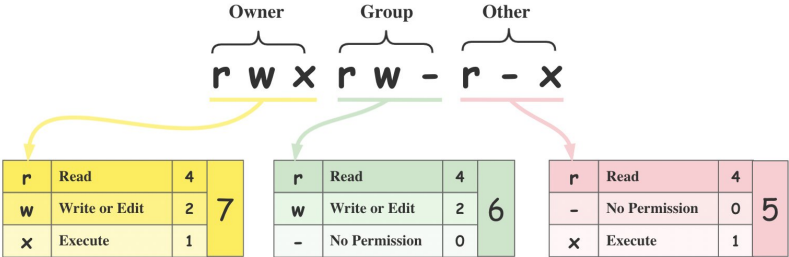 Owner Group Other
r w x r w - r - x
r Read 4 r Read 4 r Read 4
w Write or Edit 2 7 w Write or Edit 2 6 - No Permission 0 5
x Execute 1 - No Permission 0 x Execute 1